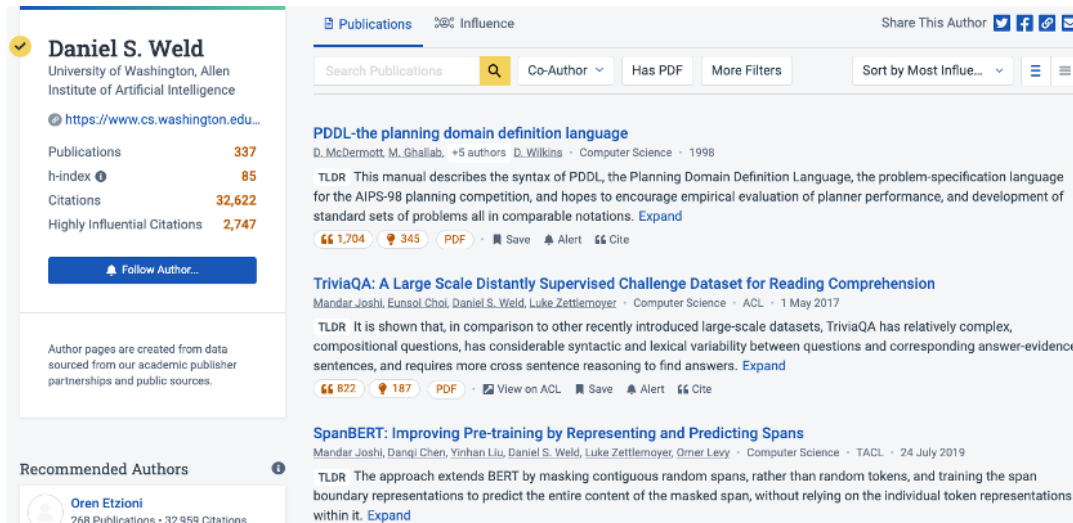 Daniel S. Weld
University of Washington, Allen
Institute of Artificial Intelligence
https://www.cs.washington.edu...
Publications 337
h-index 85
Citations 32,622
Highly Influential Citations 2,747
Follow Author...
Author pages are created from data
sourced from our academic publisher
partnerships and public sources.
Recommended Authors
Oren Etzioni
268 Publications • 32,959 Citations
Publications Influence
Share This Author
Search Publications Co-Author Has PDF More Filters Sort by Most Influe...
PDDL-the planning domain definition language
D. McDermott, M. Ghallab, +5 authors D. Wilkins · Computer Science · 1998
TLDR This manual describes the syntax of PDDL, the Planning Domain Definition Language, the problem-specification language
for the AIPS-98 planning competition, and hopes to encourage empirical evaluation of planner performance, and development of
standard sets of problems all in comparable notations. Expand
1,704 345 PDF · Save Alert Cite
TriviaQA: A Large Scale Distantly Supervised Challenge Dataset for Reading Comprehension
Mandar Joshi, Eunsol Choi, Daniel S. Weld, Luke Zettlemoyer · Computer Science · ACL · 1 May 2017
TLDR It is shown that, in comparison to other recently introduced large-scale datasets, TriviaQA has relatively complex,
compositional questions, has considerable syntactic and lexical variability between questions and corresponding answer-evidence
sentences, and requires more cross sentence reasoning to find answers. Expand
822 187 PDF · View on ACL Save Alert Cite
SpanBERT: Improving Pre-training by Representing and Predicting Spans
Mandar Joshi, Danqi Chen, Yinhan Liu, Daniel S. Weld, Luke Zettlemoyer, Omer Levy · Computer Science · TACL · 24 July 2019
TLDR The approach extends BERT by masking contiguous random spans, rather than random tokens, and training the span
boundary representations to predict the entire content of the masked span, without relying on the individual token representations
within it. Expand